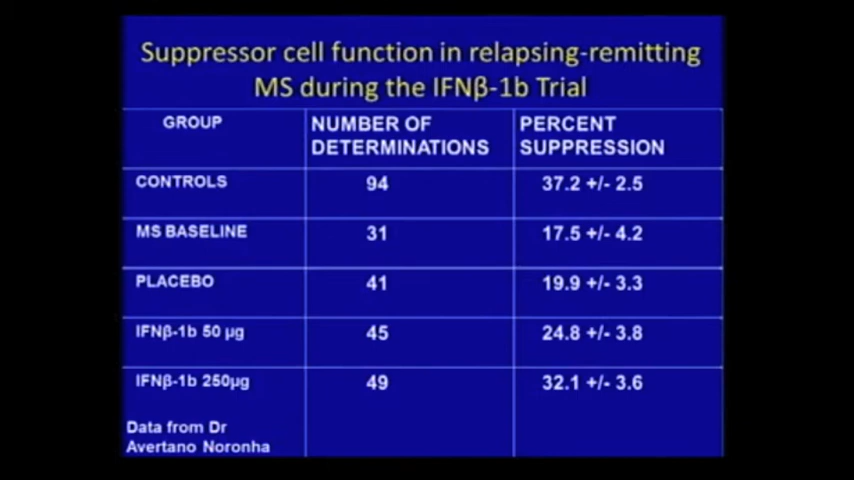 Suppressor cell function in relapsing-remitting
MS during the IFNβ-1b Trial
GROUP NUMBER OF DETERMINATIONS PERCENT SUPPRESSION
CONTROLS 94 37.2 +/- 2.5
MS BASELINE 31 17.5 +/- 4.2
PLACEBO 41 19.9 +/- 3.3
IFNβ-1b 50 µg 45 24.8 +/- 3.8
IFNβ-1b 250µg 49 32.1 +/- 3.6
Data from Dr
Avertano Noronha